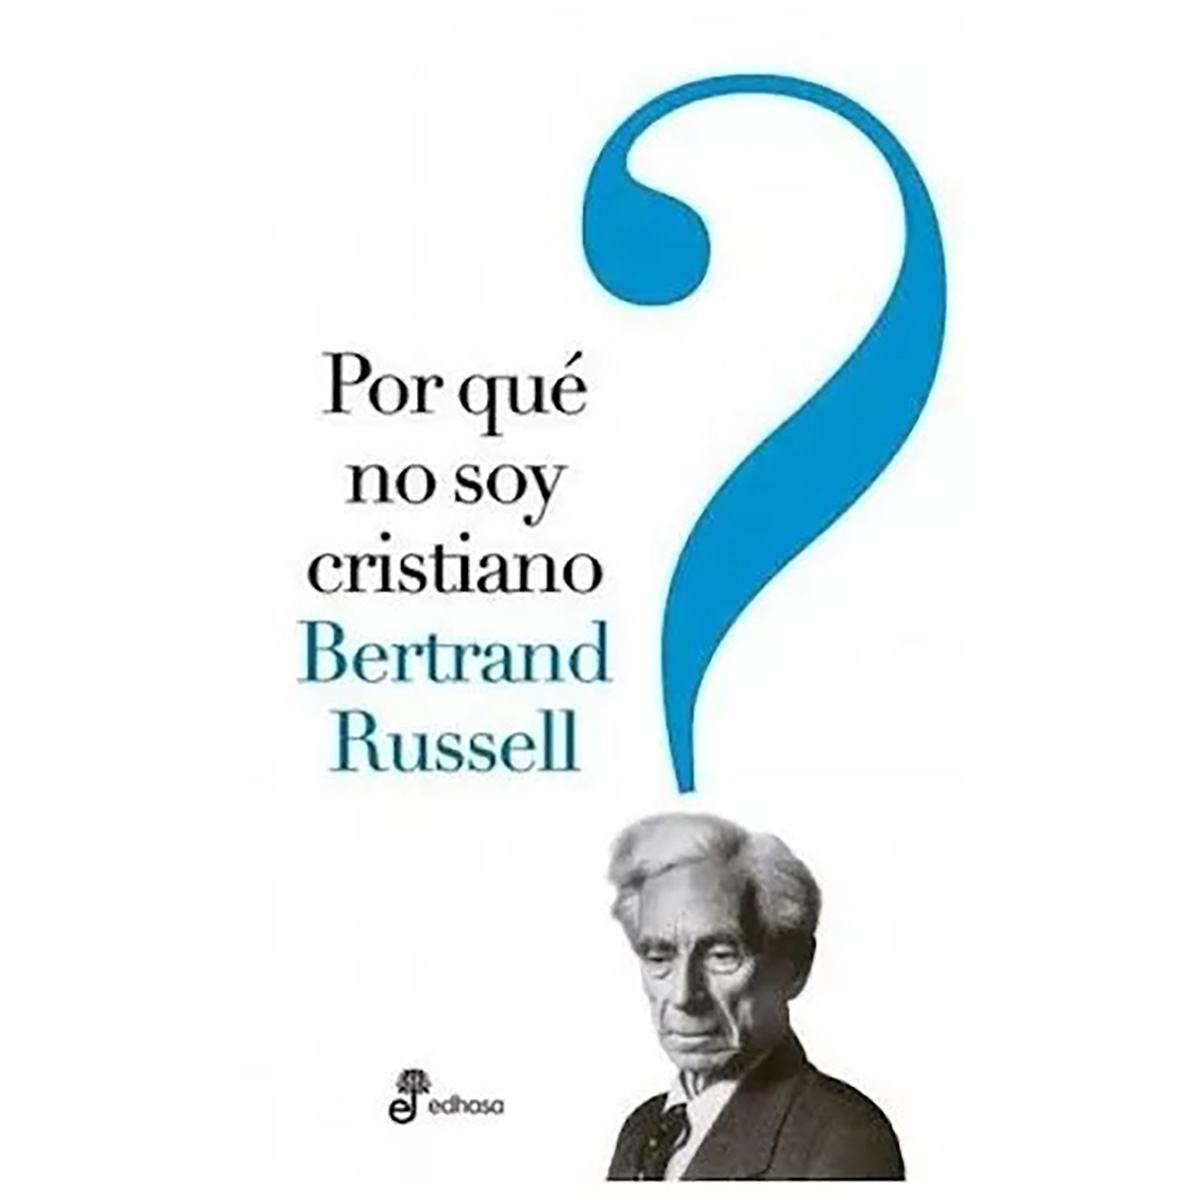 Por qué
no soy
cristiano
Bertrand
Russell
edhasa